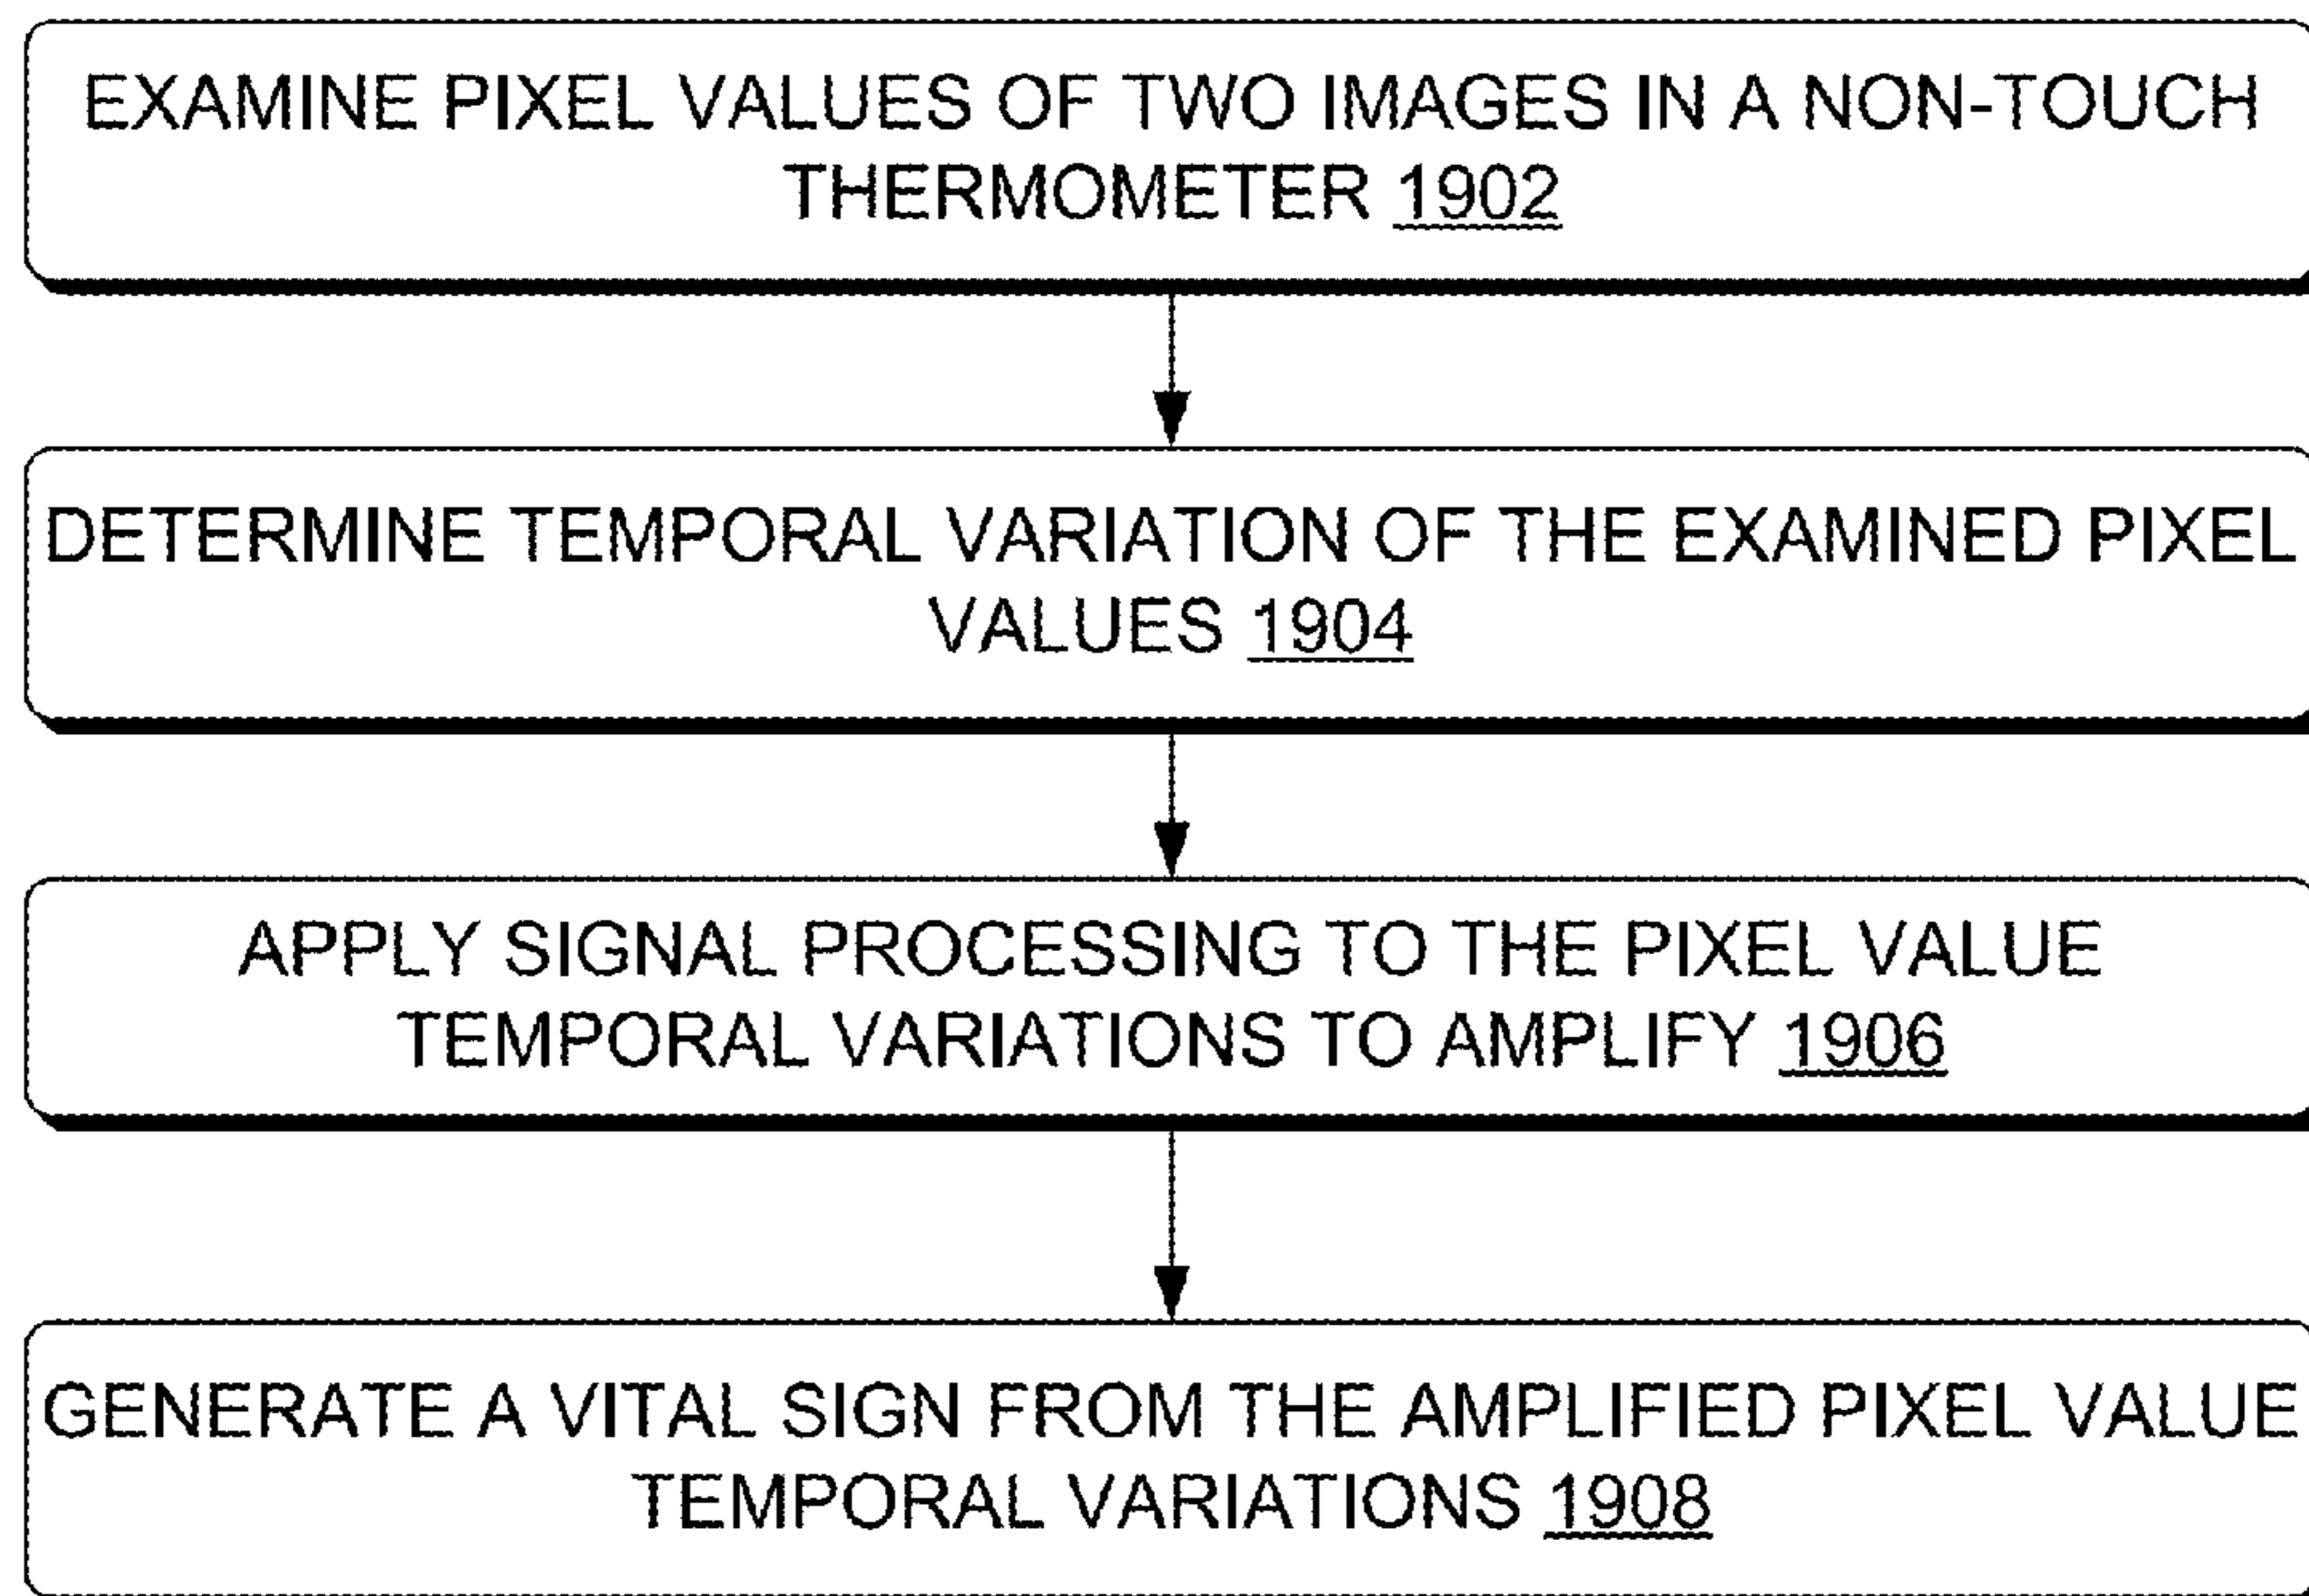 EXAMINE PIXEL VALUES OF TWO IMAGES IN A NON-TOUCH
THERMOMETER 1902
DETERMINE TEMPORAL VARIATION OF THE EXAMINED PIXEL
VALUES 1904
APPLY SIGNAL PROCESSING TO THE PIXEL VALUE
TEMPORAL VARIATIONS TO AMPLIFY 1906
GENERATE A VITAL SIGN FROM THE AMPLIFIED PIXEL VALUE
TEMPORAL VARIATIONS 1908